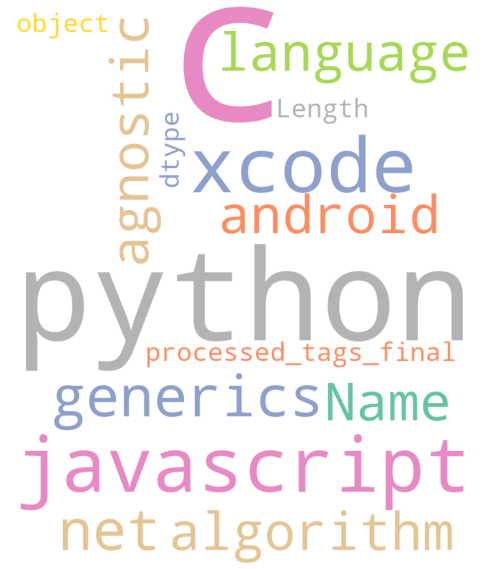 object
C
language
agnostic
Length
dtype
xcode
android
python
processed_tags_final
generics
Name
javascript
net
algorithm